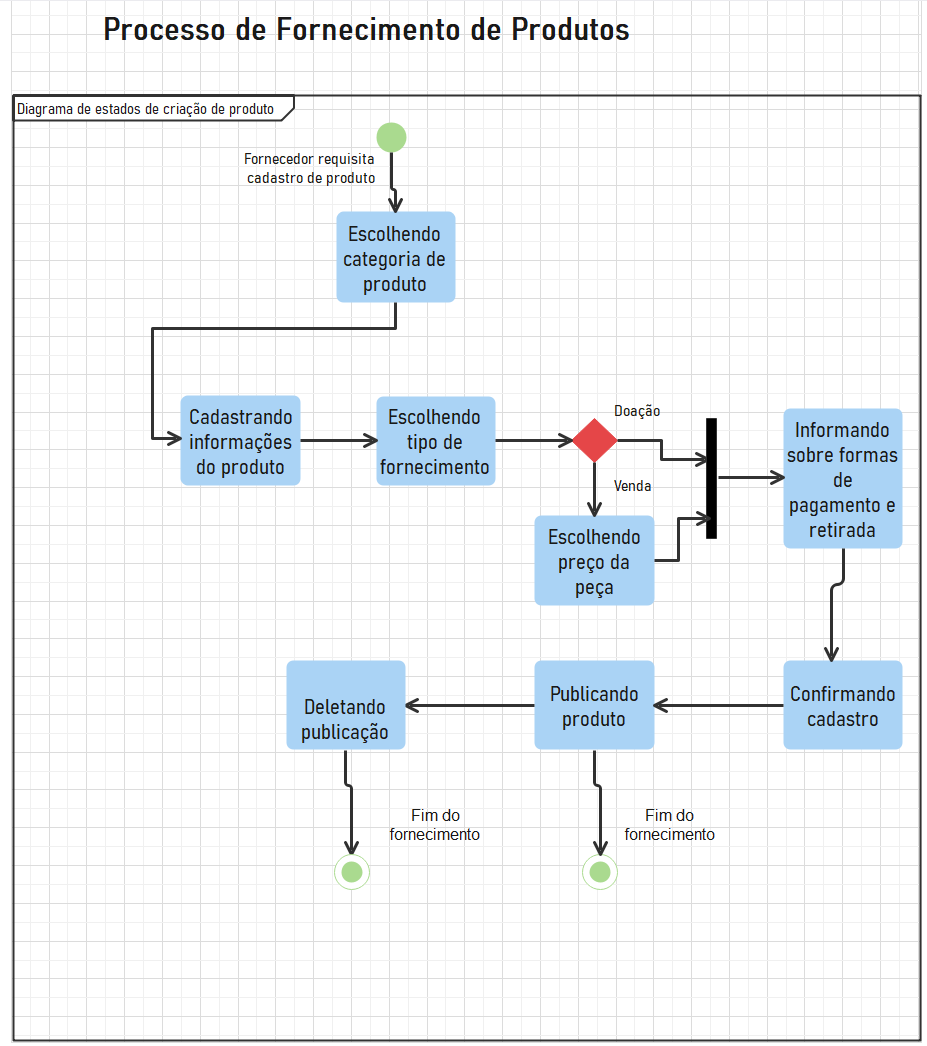 Processo de Fornecimento de Produtos
Diagrama de estados de criação de produto
Fornecedor requisita
cadastro de produto
Escolhendo
categoria de
produto
Cadastrando
informações
do produto
Escolhendo
tipo de
fornecimento
Doação
Venda
Escolhendo
preço da
peça
Informando
sobre formas
de
pagamento e
retirada
Confirmando
cadastro
Publicando
produto
Deletando
publicação
Fim do
fornecimento
Fim do
fornecimento